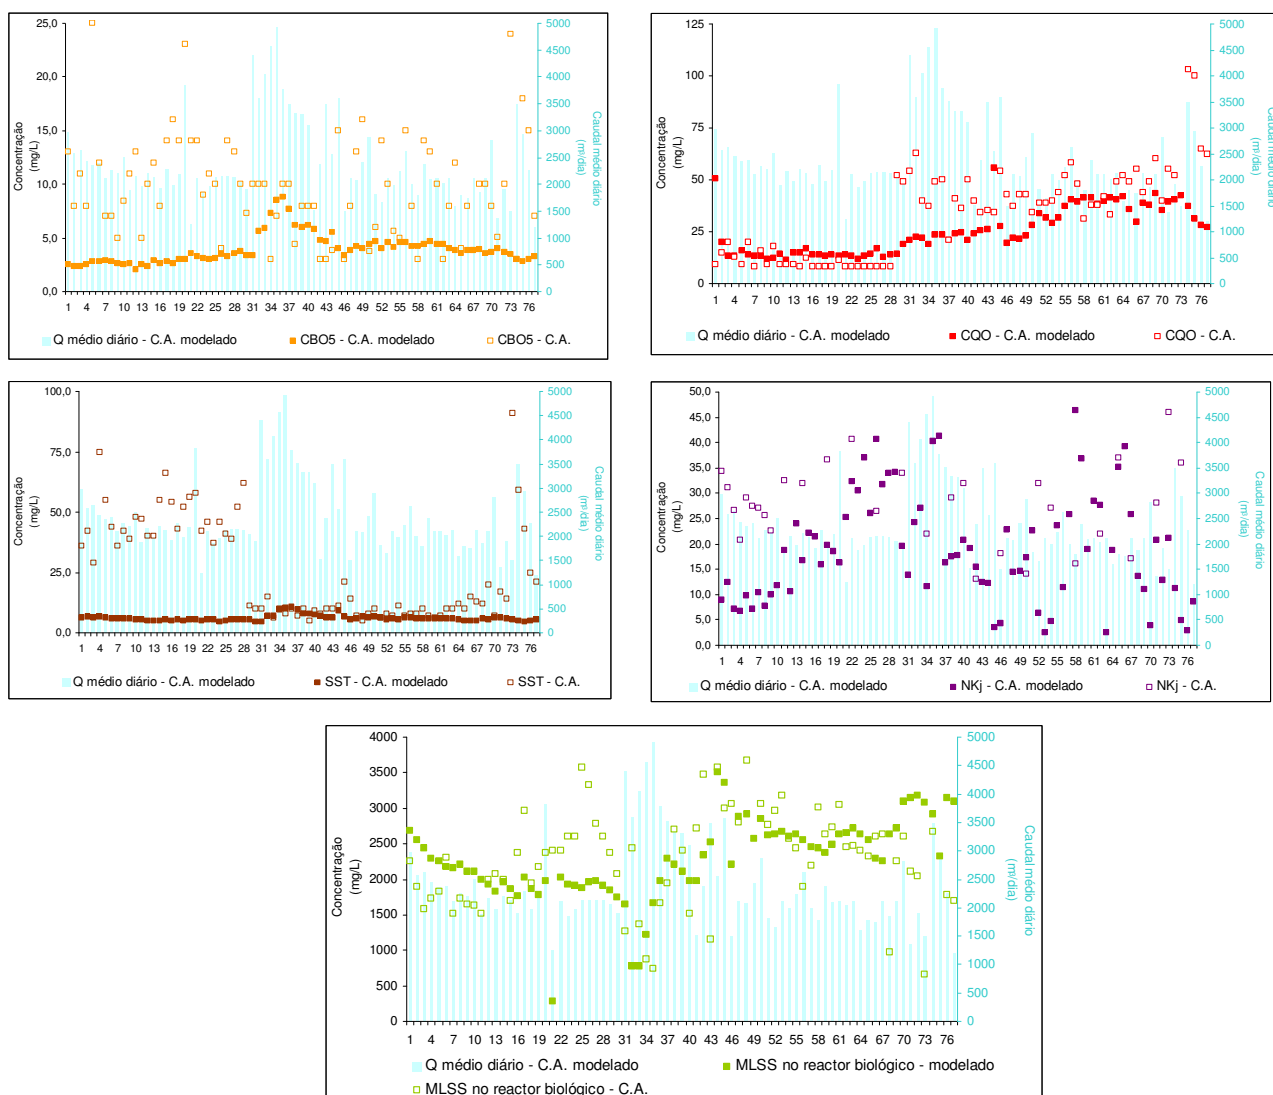 25,0
20,0
15,0
10,0
5,0
0,0
Concentração
(mg/L)
5000
4500
4000
3500
3000
2500
2000
1500
1000
500
0
Caudal médio diário
(m³/dia)
1 4 7 10 13 16 19 22 25 28 31 34 37 40 43 46 49 52 55 58 61 64 67 70 73 76
Q médio diário - C.A. modelado CBO5 - C.A. modelado CBO5 - C.A.
125
100
75
50
25
0
Concentração
(mg/L)
5000
4500
4000
3500
3000
2500
2000
1500
1000
500
0
Caudal médio diário
(m³/dia)
1 4 7 10 13 16 19 22 25 28 31 34 37 40 43 46 49 52 55 58 61 64 67 70 73 76
Q médio diário - C.A. modelado CQO - C.A. modelado CQO - C.A.
100,0
75,0
50,0
25,0
0,0
Concentração
(mg/L)
5000
4500
4000
3500
3000
2500
2000
1500
1000
500
0
Caudal médio diário
(m³/dia)
1 4 7 10 13 16 19 22 25 28 31 34 37 40 43 46 49 52 55 58 61 64 67 70 73 76
Q médio diário - C.A. modelado SST - C.A. modelado SST - C.A.
50,0
45,0
40,0
35,0
30,0
25,0
20,0
15,0
10,0
5,0
0,0
Concentração
(mg/L)
5000
4500
4000
3500
3000
2500
2000
1500
1000
500
0
Caudal médio diário
(m³/dia)
1 4 7 10 13 16 19 22 25 28 31 34 37 40 43 46 49 52 55 58 61 64 67 70 73 76
Q médio diário - C.A. modelado NKj - C.A. modelado NKj - C.A.
4000
3500
3000
2500
2000
1500
1000
500
0
Concentração
(mg/L)
5000
4500
4000
3500
3000
2500
2000
1500
1000
500
0
Caudal médio diário
(m³/dia)
1 4 7 10 13 16 19 22 25 28 31 34 37 40 43 46 49 52 55 58 61 64 67 70 73 76
Q médio diário - C.A. modelado MLSS no reactor biológico - modelado
MLSS no reactor biológico - C.A.